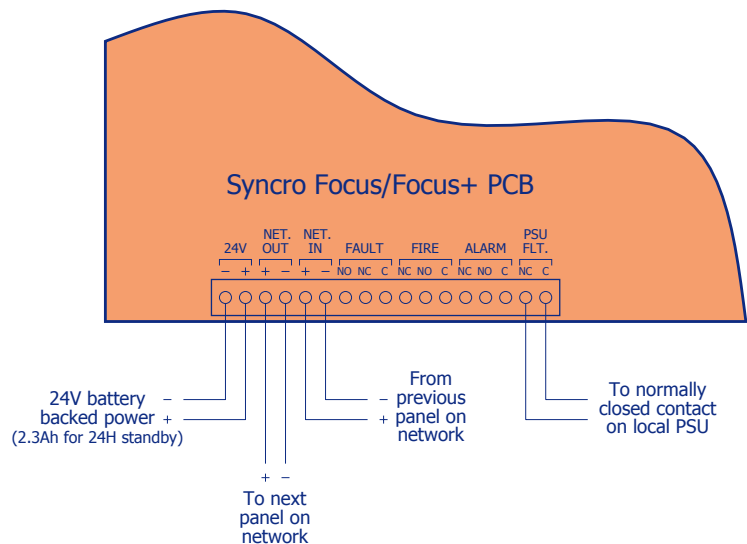 Syncro Focus/Focus+ PCB
24V
NET.
OUT
NET.
IN
FAULT
FIRE
ALARM
PSU
FLT.
− + + − + − NO NC C NC NO C NC NO C NC C
24V battery −
backed power +
(2.3Ah for 24H standby)
From
− previous
+ panel on
network
To normally
closed contact
on local PSU
+ −
To next
panel on
network